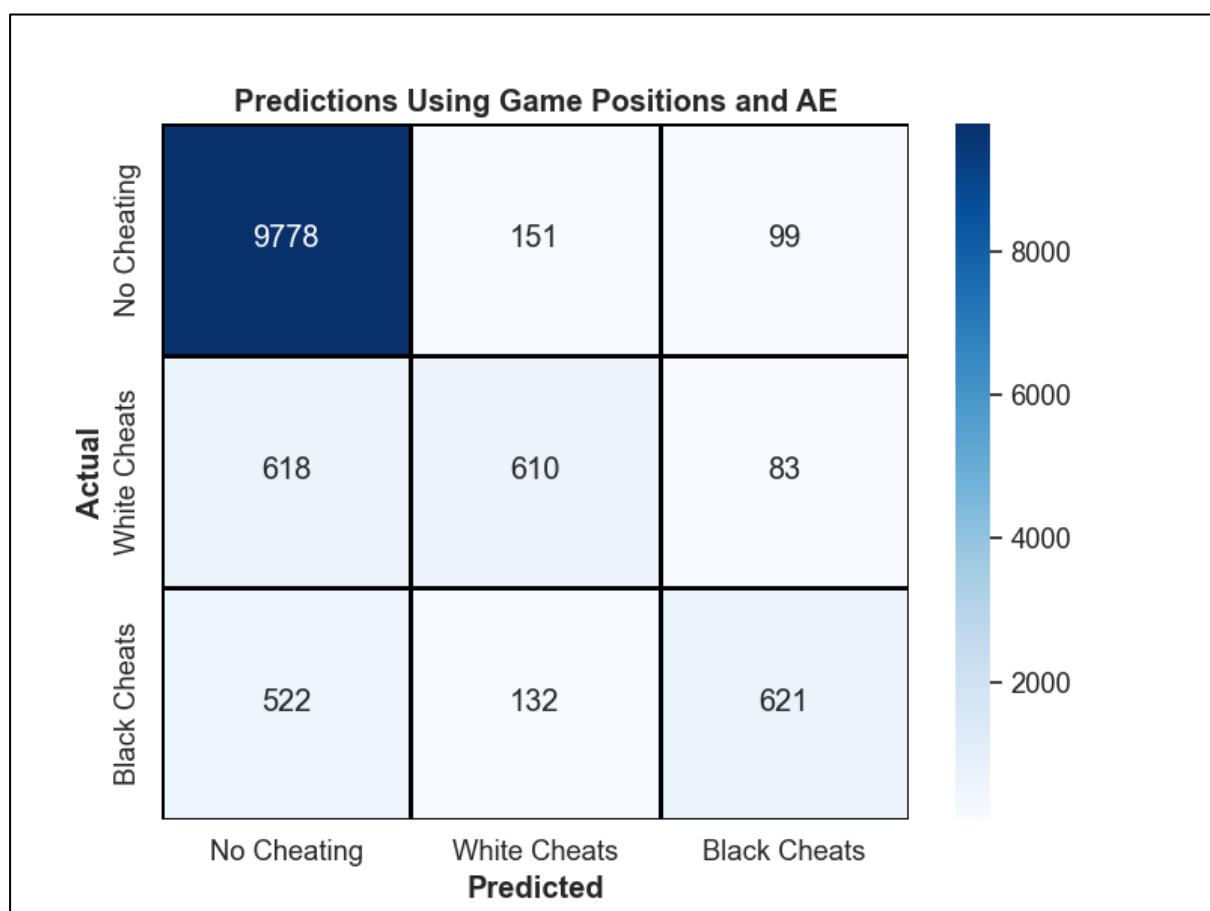 Predictions Using Game Positions and AE
No Cheating
9778
151
99
8000
6000
Actual
White Cheats
618
610
83
4000
Black Cheats
522
132
621
2000
No Cheating
White Cheats
Black Cheats
Predicted